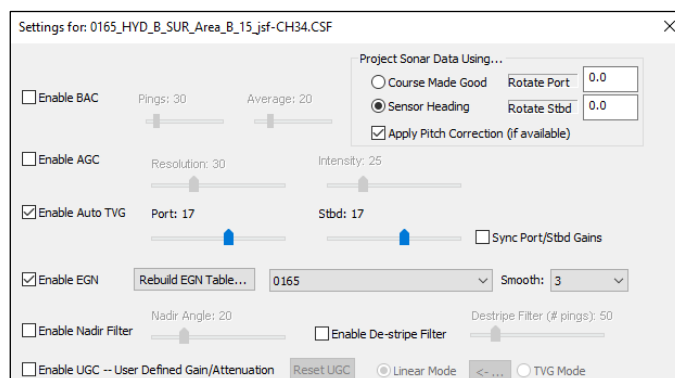 Settings for: 0165_HYD_B_SUR_Area_B_15_jsf-CH34.CSF
Project Sonar Data Using...
Course Made Good Rotate Port 0.0
Enable BAC Pings: 30 Average: 20
Sensor Heading Rotate Stbd 0.0
Apply Pitch Correction (if available)
Enable AGC Resolution: 30 Intensity: 25
Enable Auto TVG Port: 17 Stbd: 17
Sync Port/Stbd Gains
Enable EGN Rebuild EGN Table... 0165 Smooth: 3
Nadir Angle: 20 Destripe Filter (# pings): 50
Enable Nadir Filter Enable De-stripe Filter
Enable UGC -- User Defined Gain/Attenuation Reset UGC Linear Mode <- ... TVG Mode